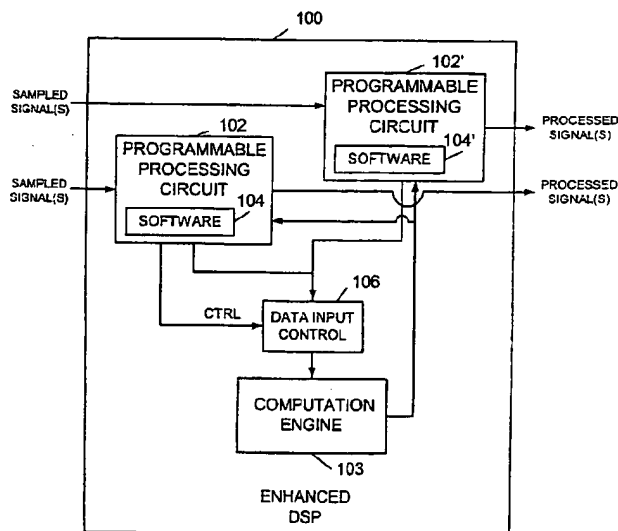 100
102'
SAMPLED
SIGNAL(S)
PROGRAMMABLE
PROCESSING
CIRCUIT
SOFTWARE
104'
PROCESSED
SIGNAL(S)
102
SAMPLED
SIGNAL(S)
PROGRAMMABLE
PROCESSING
CIRCUIT
SOFTWARE
104
PROCESSED
SIGNAL(S)
106
CTRL
DATA INPUT
CONTROL
COMPUTATION
ENGINE
103
ENHANCED
DSP